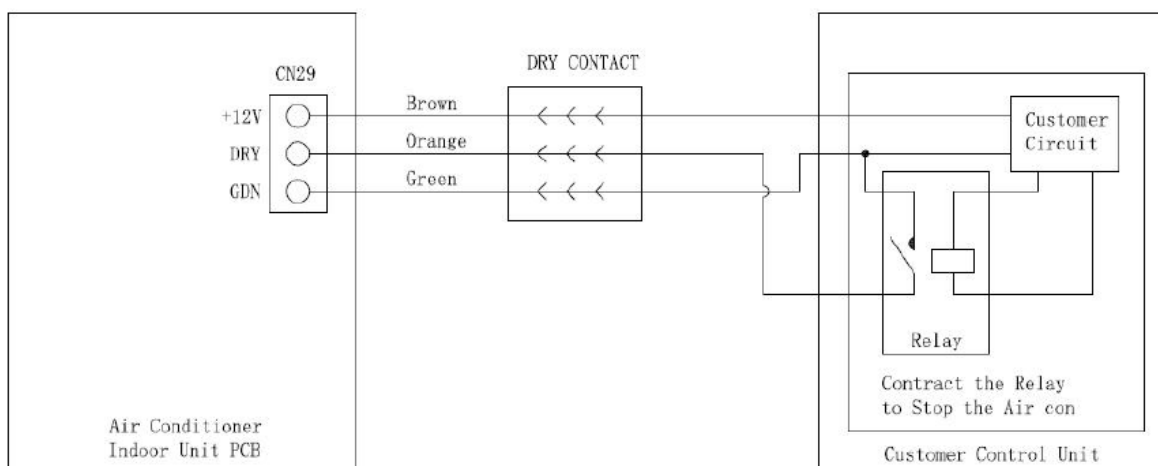 CN29
+12V
DRY
GDN
Brown
Orange
Green
DRY CONTACT
Customer
Circuit
Relay
Contract the Relay
to Stop the Air con
Air Conditioner
Indoor Unit PCB
Customer Control Unit